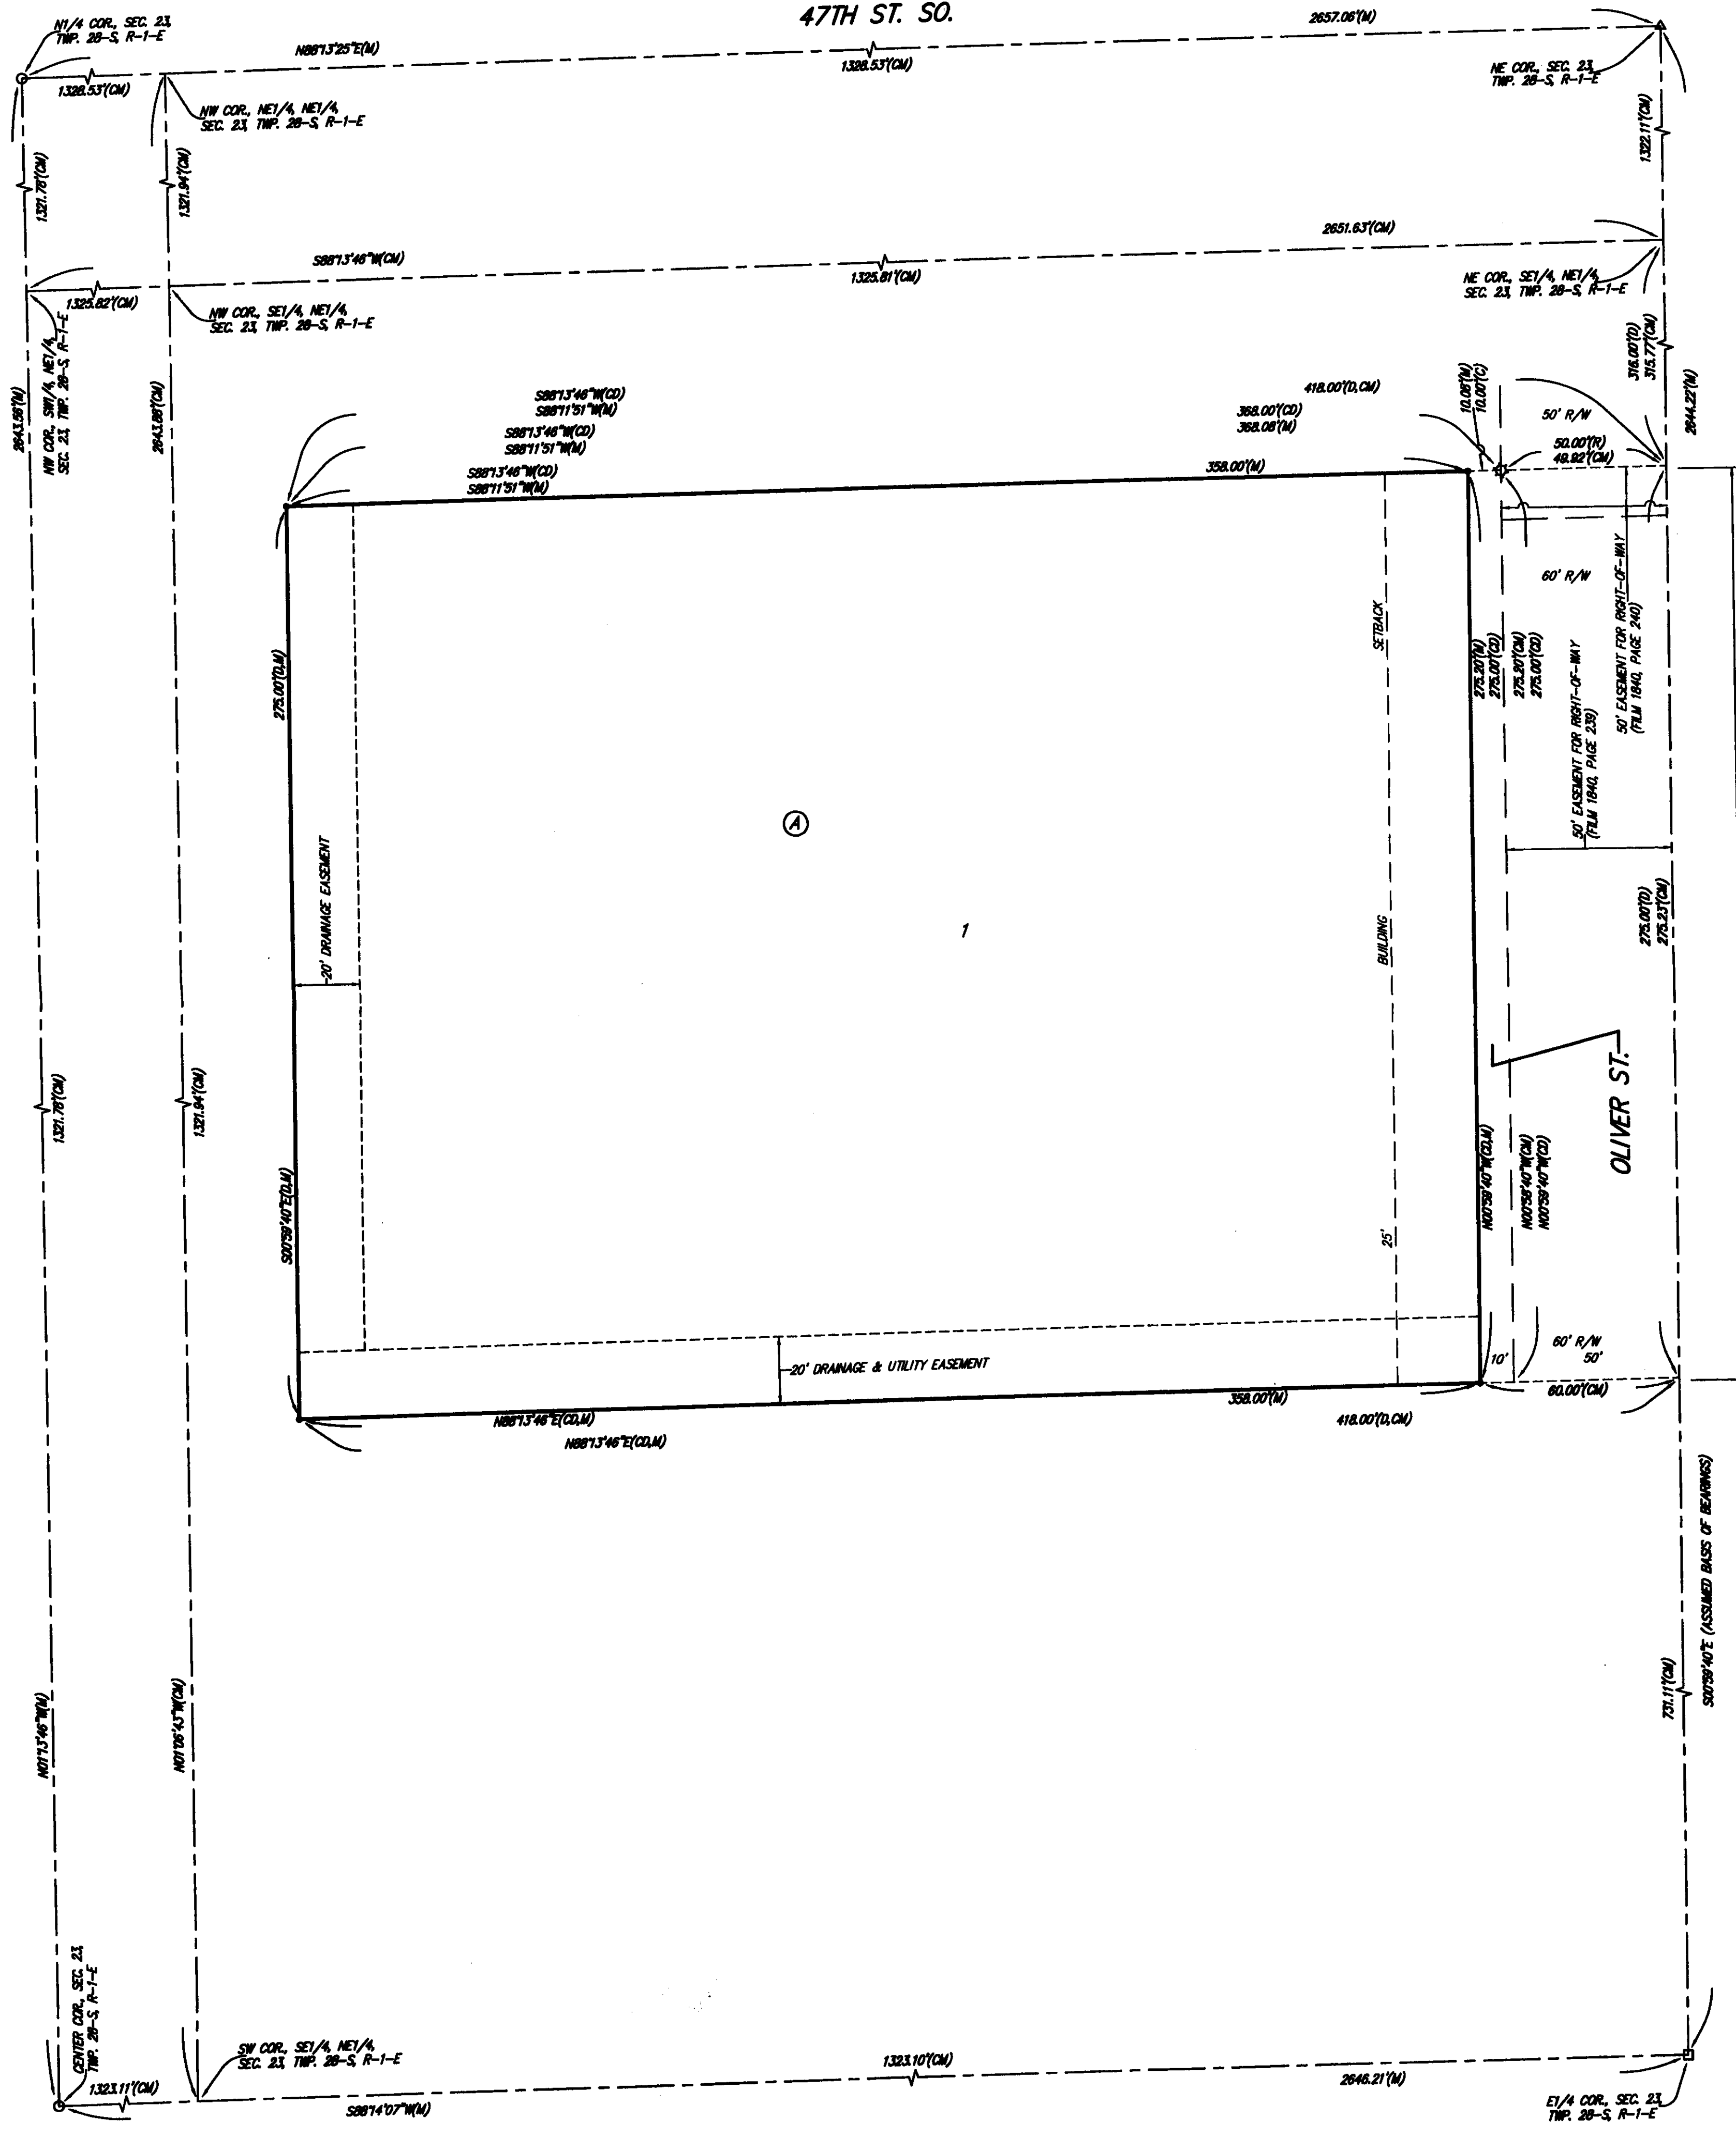 47TH ST. SO.
N1/4 COR., SEC. 23,
TWP. 28-S, R-1-E
N88°13'25"E(M)
2657.06'(M)
1328.53'(CM)
1328.53'(CM)
NE COR., SEC. 23,
TWP. 28-S, R-1-E
NW COR., NE1/4, NE1/4,
SEC. 23, TWP. 28-S, R-1-E
1321.78'(CM)
1321.94'(CM)
1322.11'(CM)
S88°13'46"W(CM)
2651.63'(CM)
1325.82'(CM)
1325.81'(CM)
NE COR., SE1/4, NE1/4,
SEC. 23, TWP. 28-S, R-1-E
NW COR., SE1/4, NE1/4,
SEC. 23, TWP. 28-S, R-1-E
NW COR., SW1/4, NE1/4,
SEC. 23, TWP. 28-S, R-1-E
2643.56'(M)
2643.88'(CM)
316.00'(D)
315.77'(CM)
2644.22'(M)
S88°13'46"W(CD)
S88°11'51"W(M)
418.00'(D,CM)
S88°13'46"W(CD)
S88°11'51"W(M)
368.00'(CD)
368.08'(M)
S88°13'46"W(CD)
S88°11'51"W(M)
358.00'(M)
10.08'(M)
10.00'(C)
50' R/W
50.00'(R)
49.92'(CM)
60' R/W
275.00'(D,M)
SETBACK
275.20'(M)
275.00'(CD)
275.20'(CM)
275.00'(CD)
50' EASEMENT FOR RIGHT-OF-WAY
(FILM 1840, PAGE 239)
50' EASEMENT FOR RIGHT-OF-WAY
(FILM 1840, PAGE 240)
A
20' DRAINAGE EASEMENT
1
BUILDING
275.00'(D)
275.23'(CM)
1321.78'(CM)
1321.94'(CM)
OLIVER ST.
S00°59'40"E(D,M)
25'
N00°59'40"W(CD,M)
N00°58'40"W(CM)
N00°59'40"W(CD)
20' DRAINAGE & UTILITY EASEMENT
10'
60' R/W
50'
60.00'(CM)
358.00'(M)
N88°13'46"E(CD,M)
418.00'(D,CM)
N88°13'46"E(CD,M)
S00°59'40"E (ASSUMED BASIS OF BEARINGS)
731.11'(CM)
N01°13'46"W(M)
N01°06'43"W(CM)
CENTER COR., SEC. 23,
TWP. 28-S, R-1-E
SW COR., SE1/4, NE1/4,
SEC. 23, TWP. 28-S, R-1-E
1323.11'(CM)
1323.10'(CM)
2646.21'(M)
S88°14'07"W(M)
E1/4 COR., SEC. 23,
TWP. 28-S, R-1-E